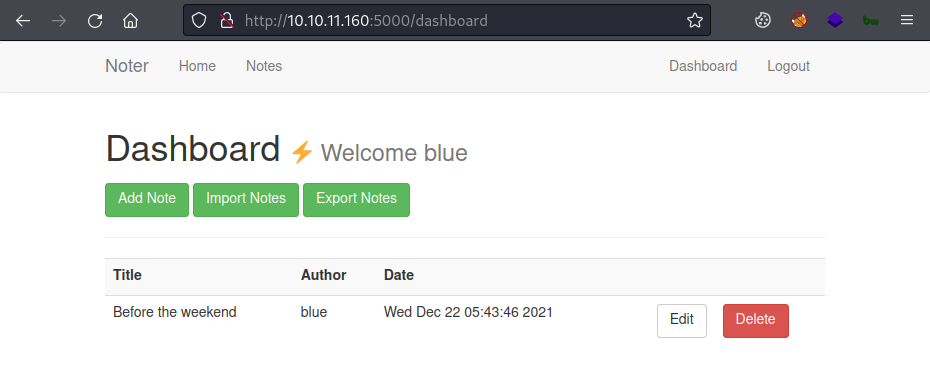 http://10.10.11.160:5000/dashboard
Noter Home Notes Dashboard Logout
Dashboard ⚡ Welcome blue
Add Note Import Notes Export Notes
Title Author Date
Before the weekend blue Wed Dec 22 05:43:46 2021 Edit Delete